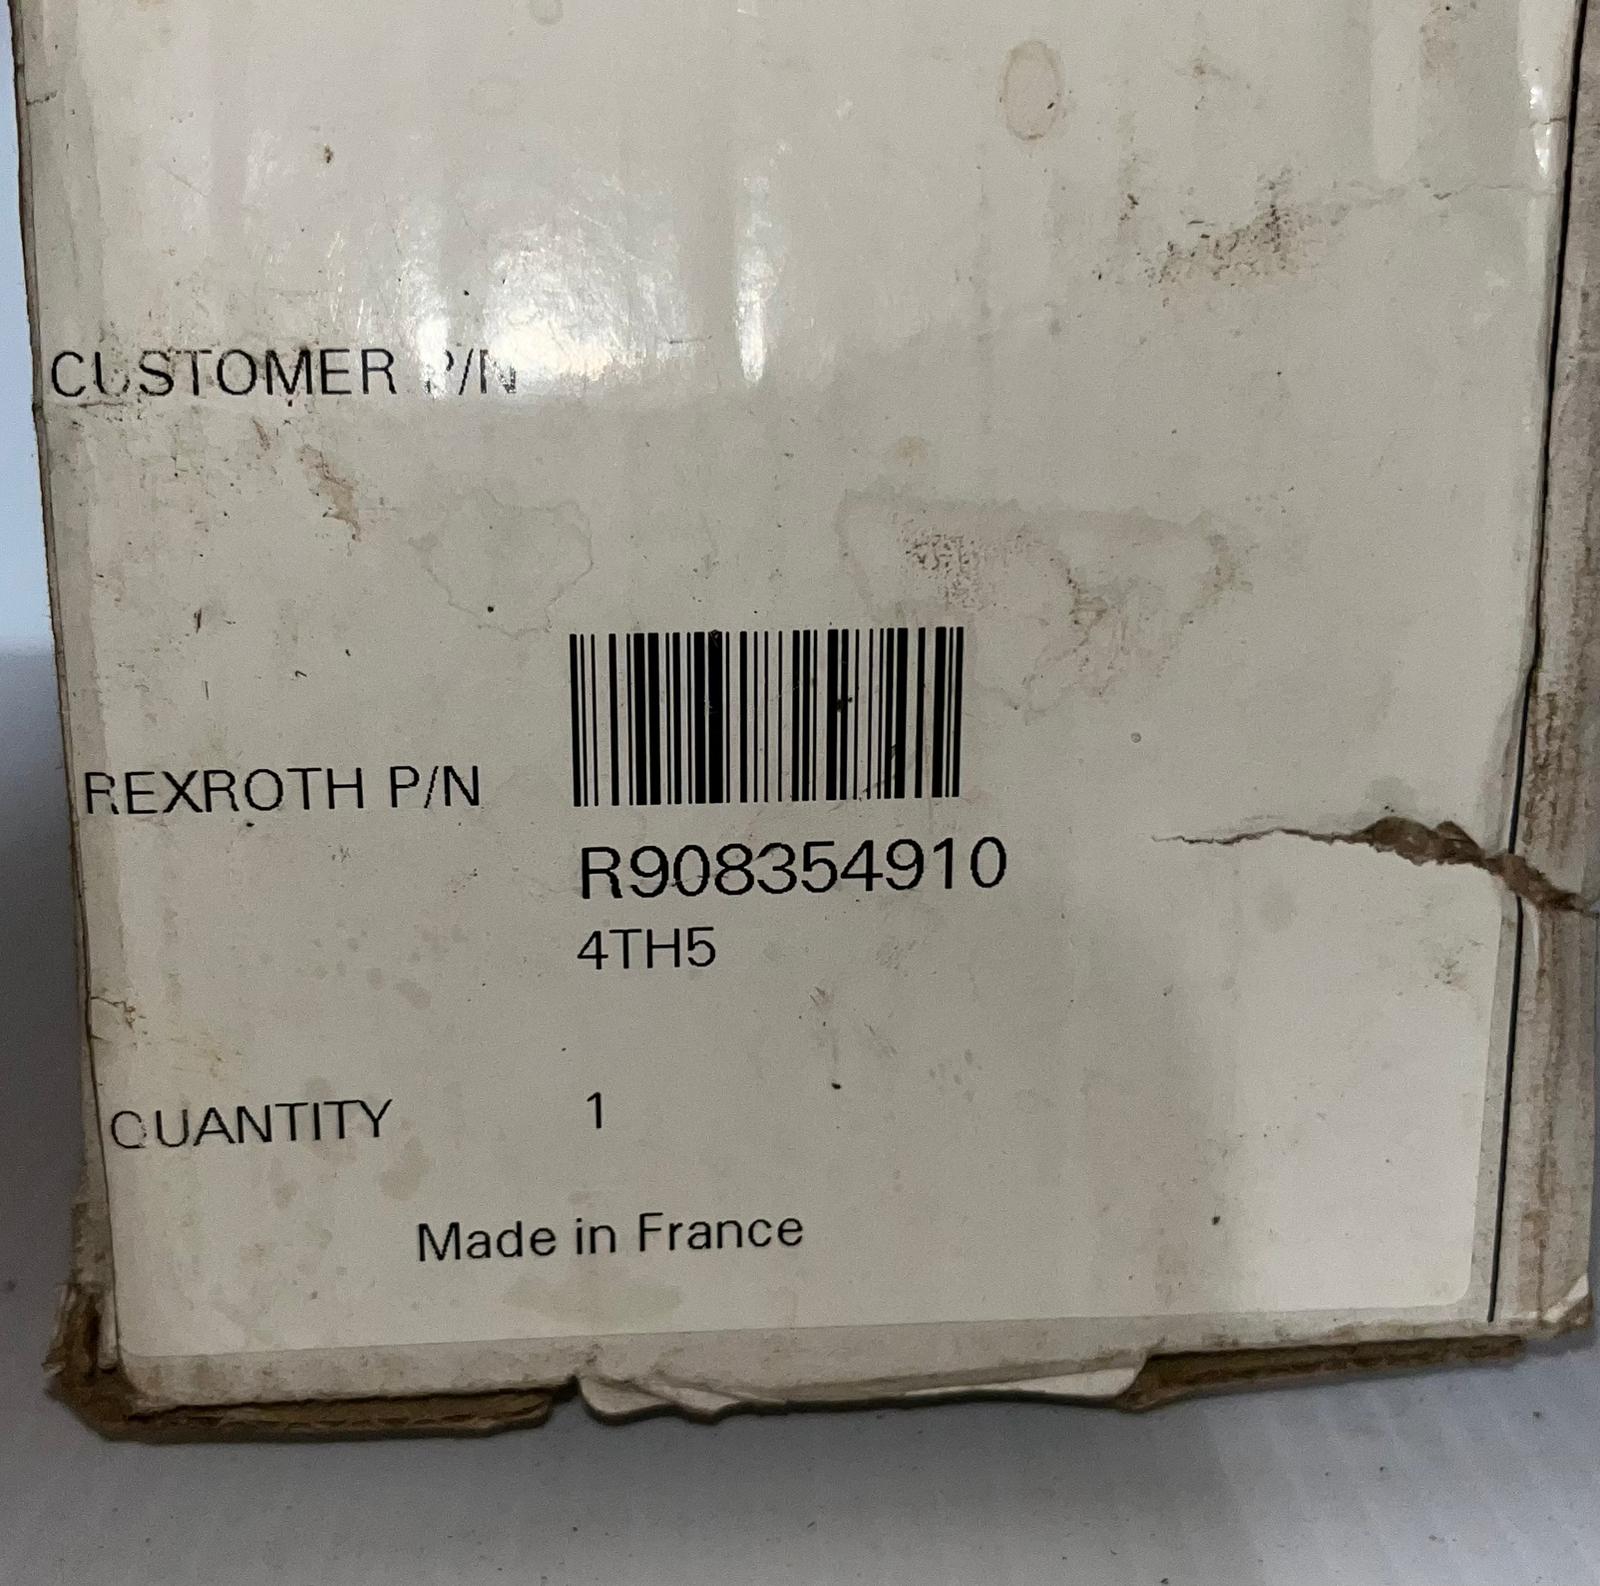 CUSTOMER P/N
REXROTH P/N
R908354910
4TH5
QUANTITY 1
Made in France